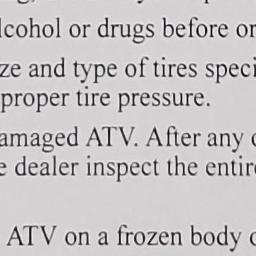 lcohol or drugs before or
ze and type of tires speci
proper tire pressure.
amaged ATV. After any
e dealer inspect the entir
ATV on a frozen body